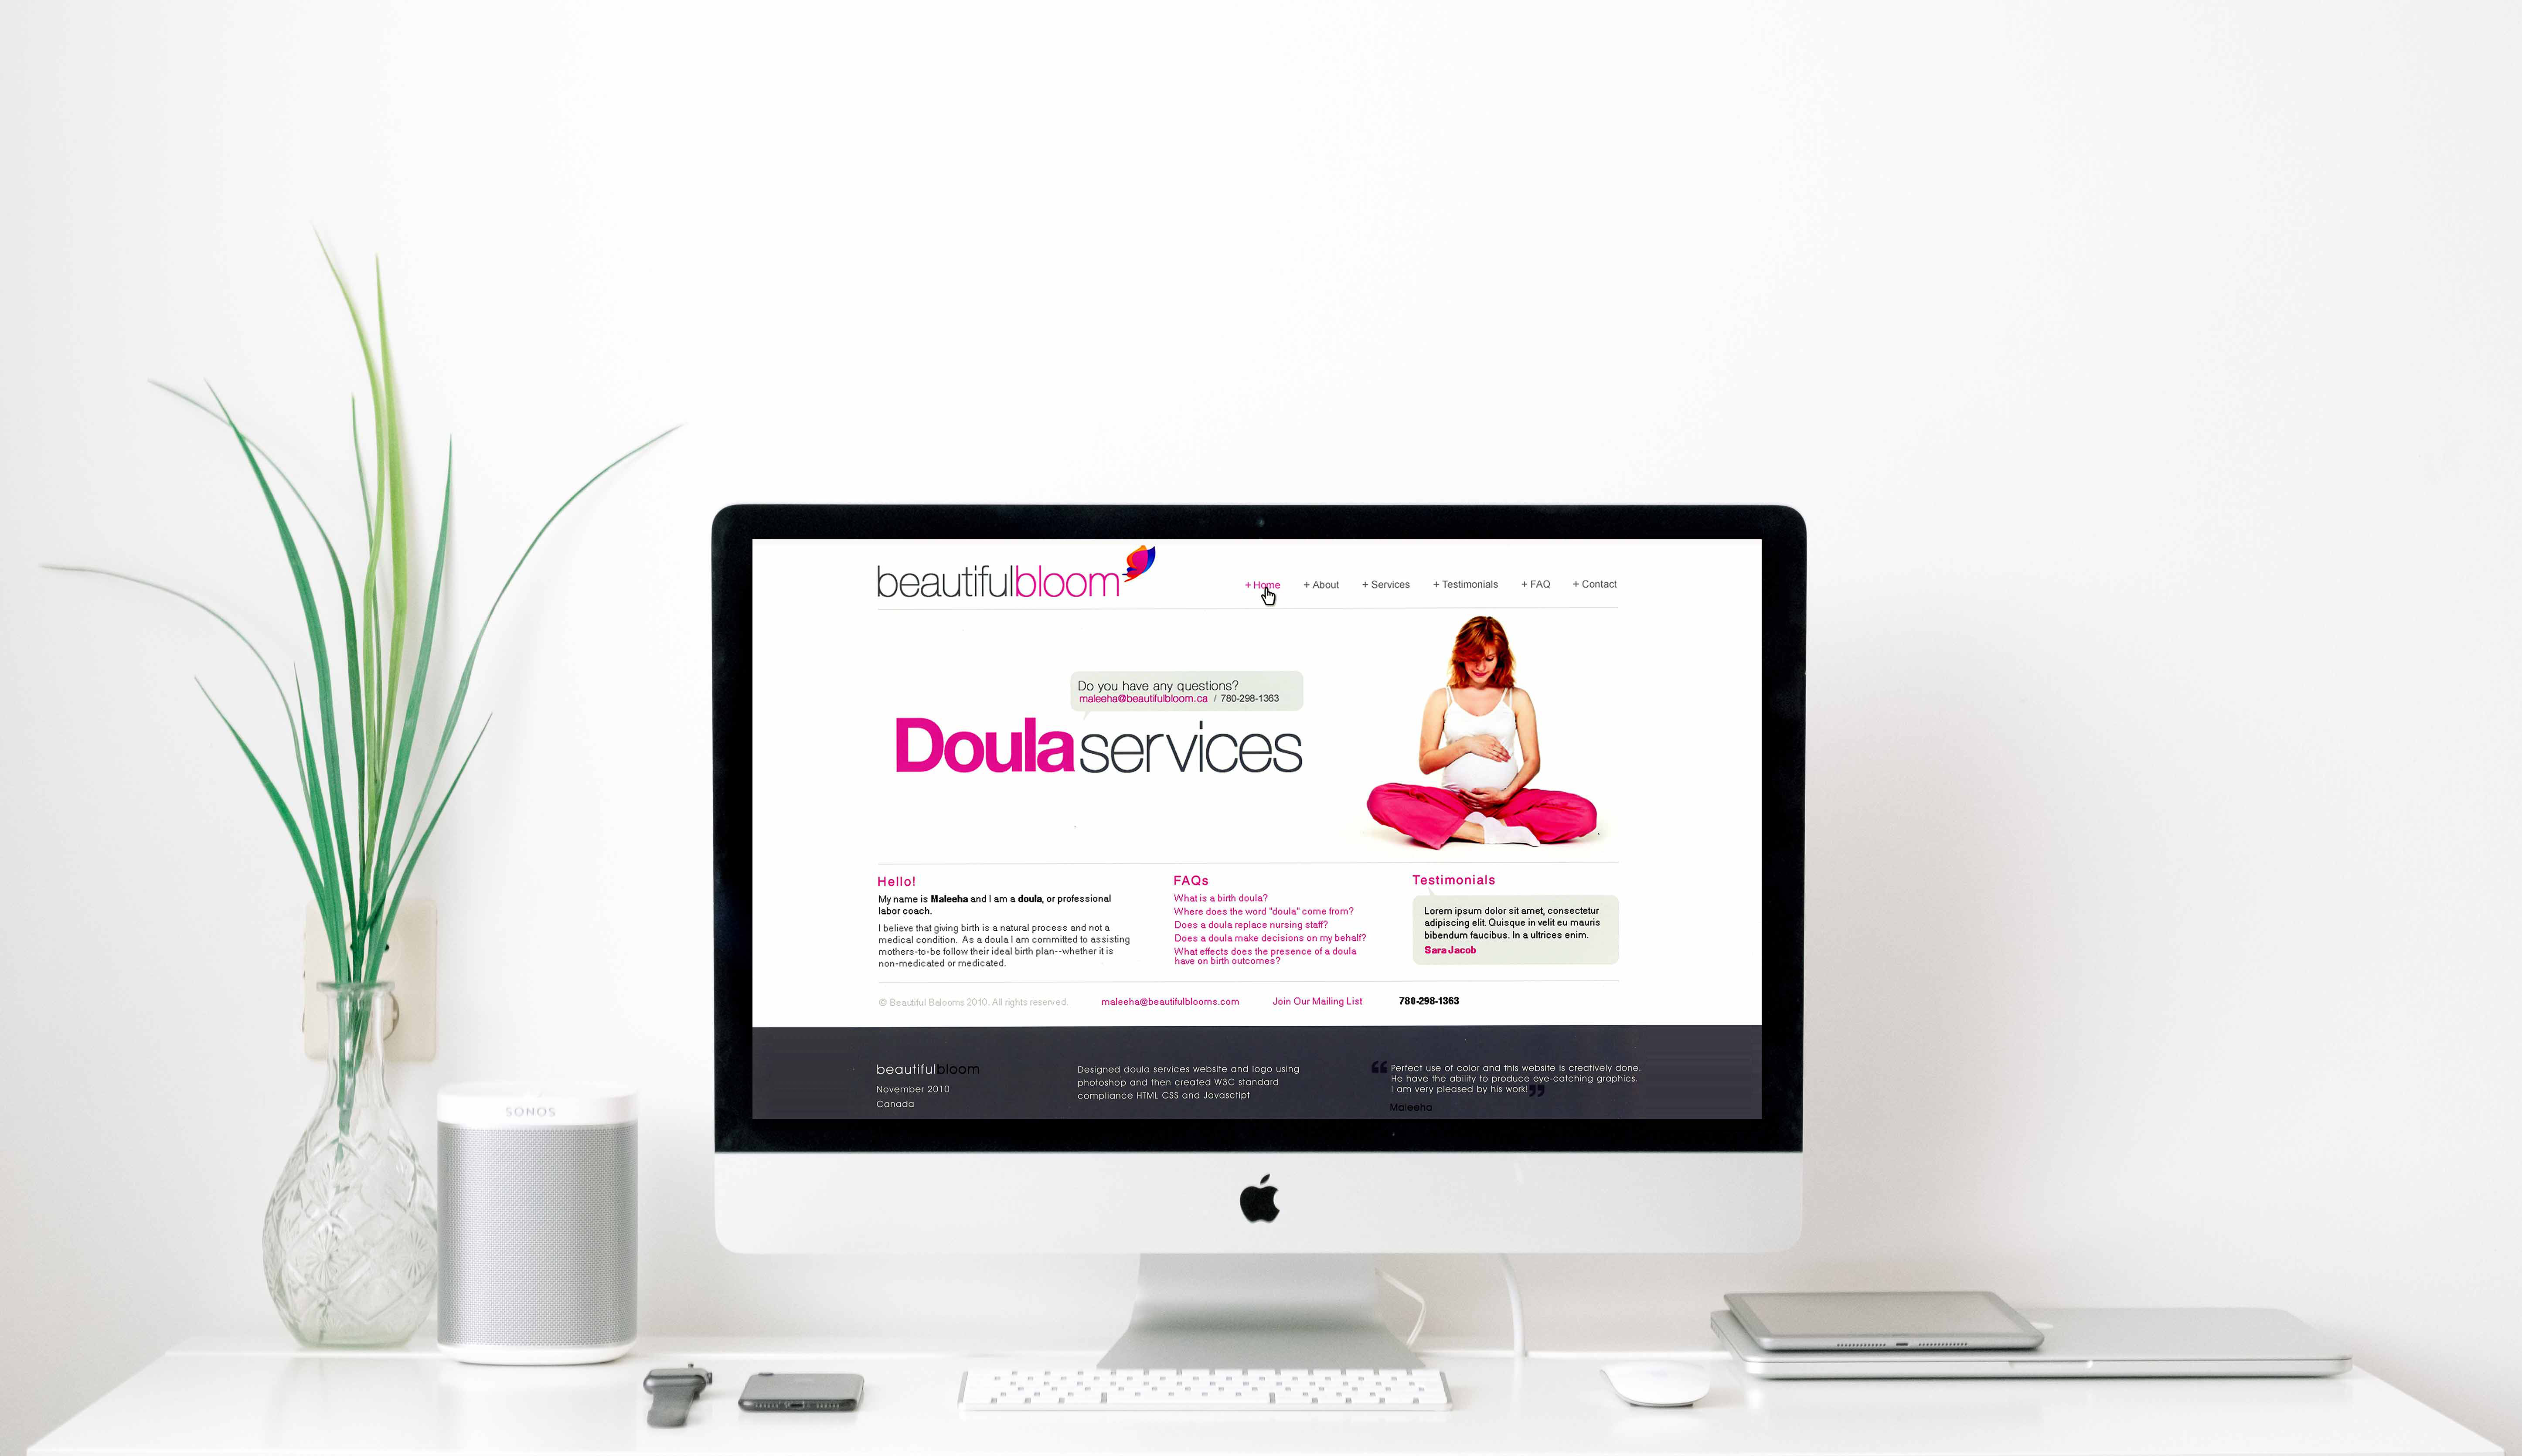 beautifulbloom
+ Home + About + Services + Testimonials + FAQ + Contact
Do you have any questions?
maleeha@beautifulbloom.ca / 780-298-1363
Doulaservices
Hello!
My name is Maleeha and I am a doula, or professional
labor coach.
I believe that giving birth is a natural process and not a
medical condition. As a doula I am committed to assisting
mothers-to-be follow their ideal birth plan--whether it is
non-medicated or medicated.
FAQs
What is a birth doula?
Where does the word "doula" come from?
Does a doula replace nursing staff?
Does a doula make decisions on my behalf?
What effects does the presence of a doula
have on birth outcomes?
Testimonials
Lorem ipsum dolor sit amet, consectetur
adipiscing elit. Quisque in velit eu mauris
bibendum faucibus. In a ultrices enim.
Sara Jacob
© Beautiful Balooms 2010. All rights reserved. maleeha@beautifulblooms.com Join Our Mailing List 780-298-1363
beautifulbloom
November 2010
Canada
Designed doula services website and logo using
photoshop and then created W3C standard
compliance HTML CSS and Javasctipt
“ Perfect use of color and this website is creatively done.
He have the ability to produce eye-catching graphics.
I am very pleased by his work! ”
Maleeha
SONOS